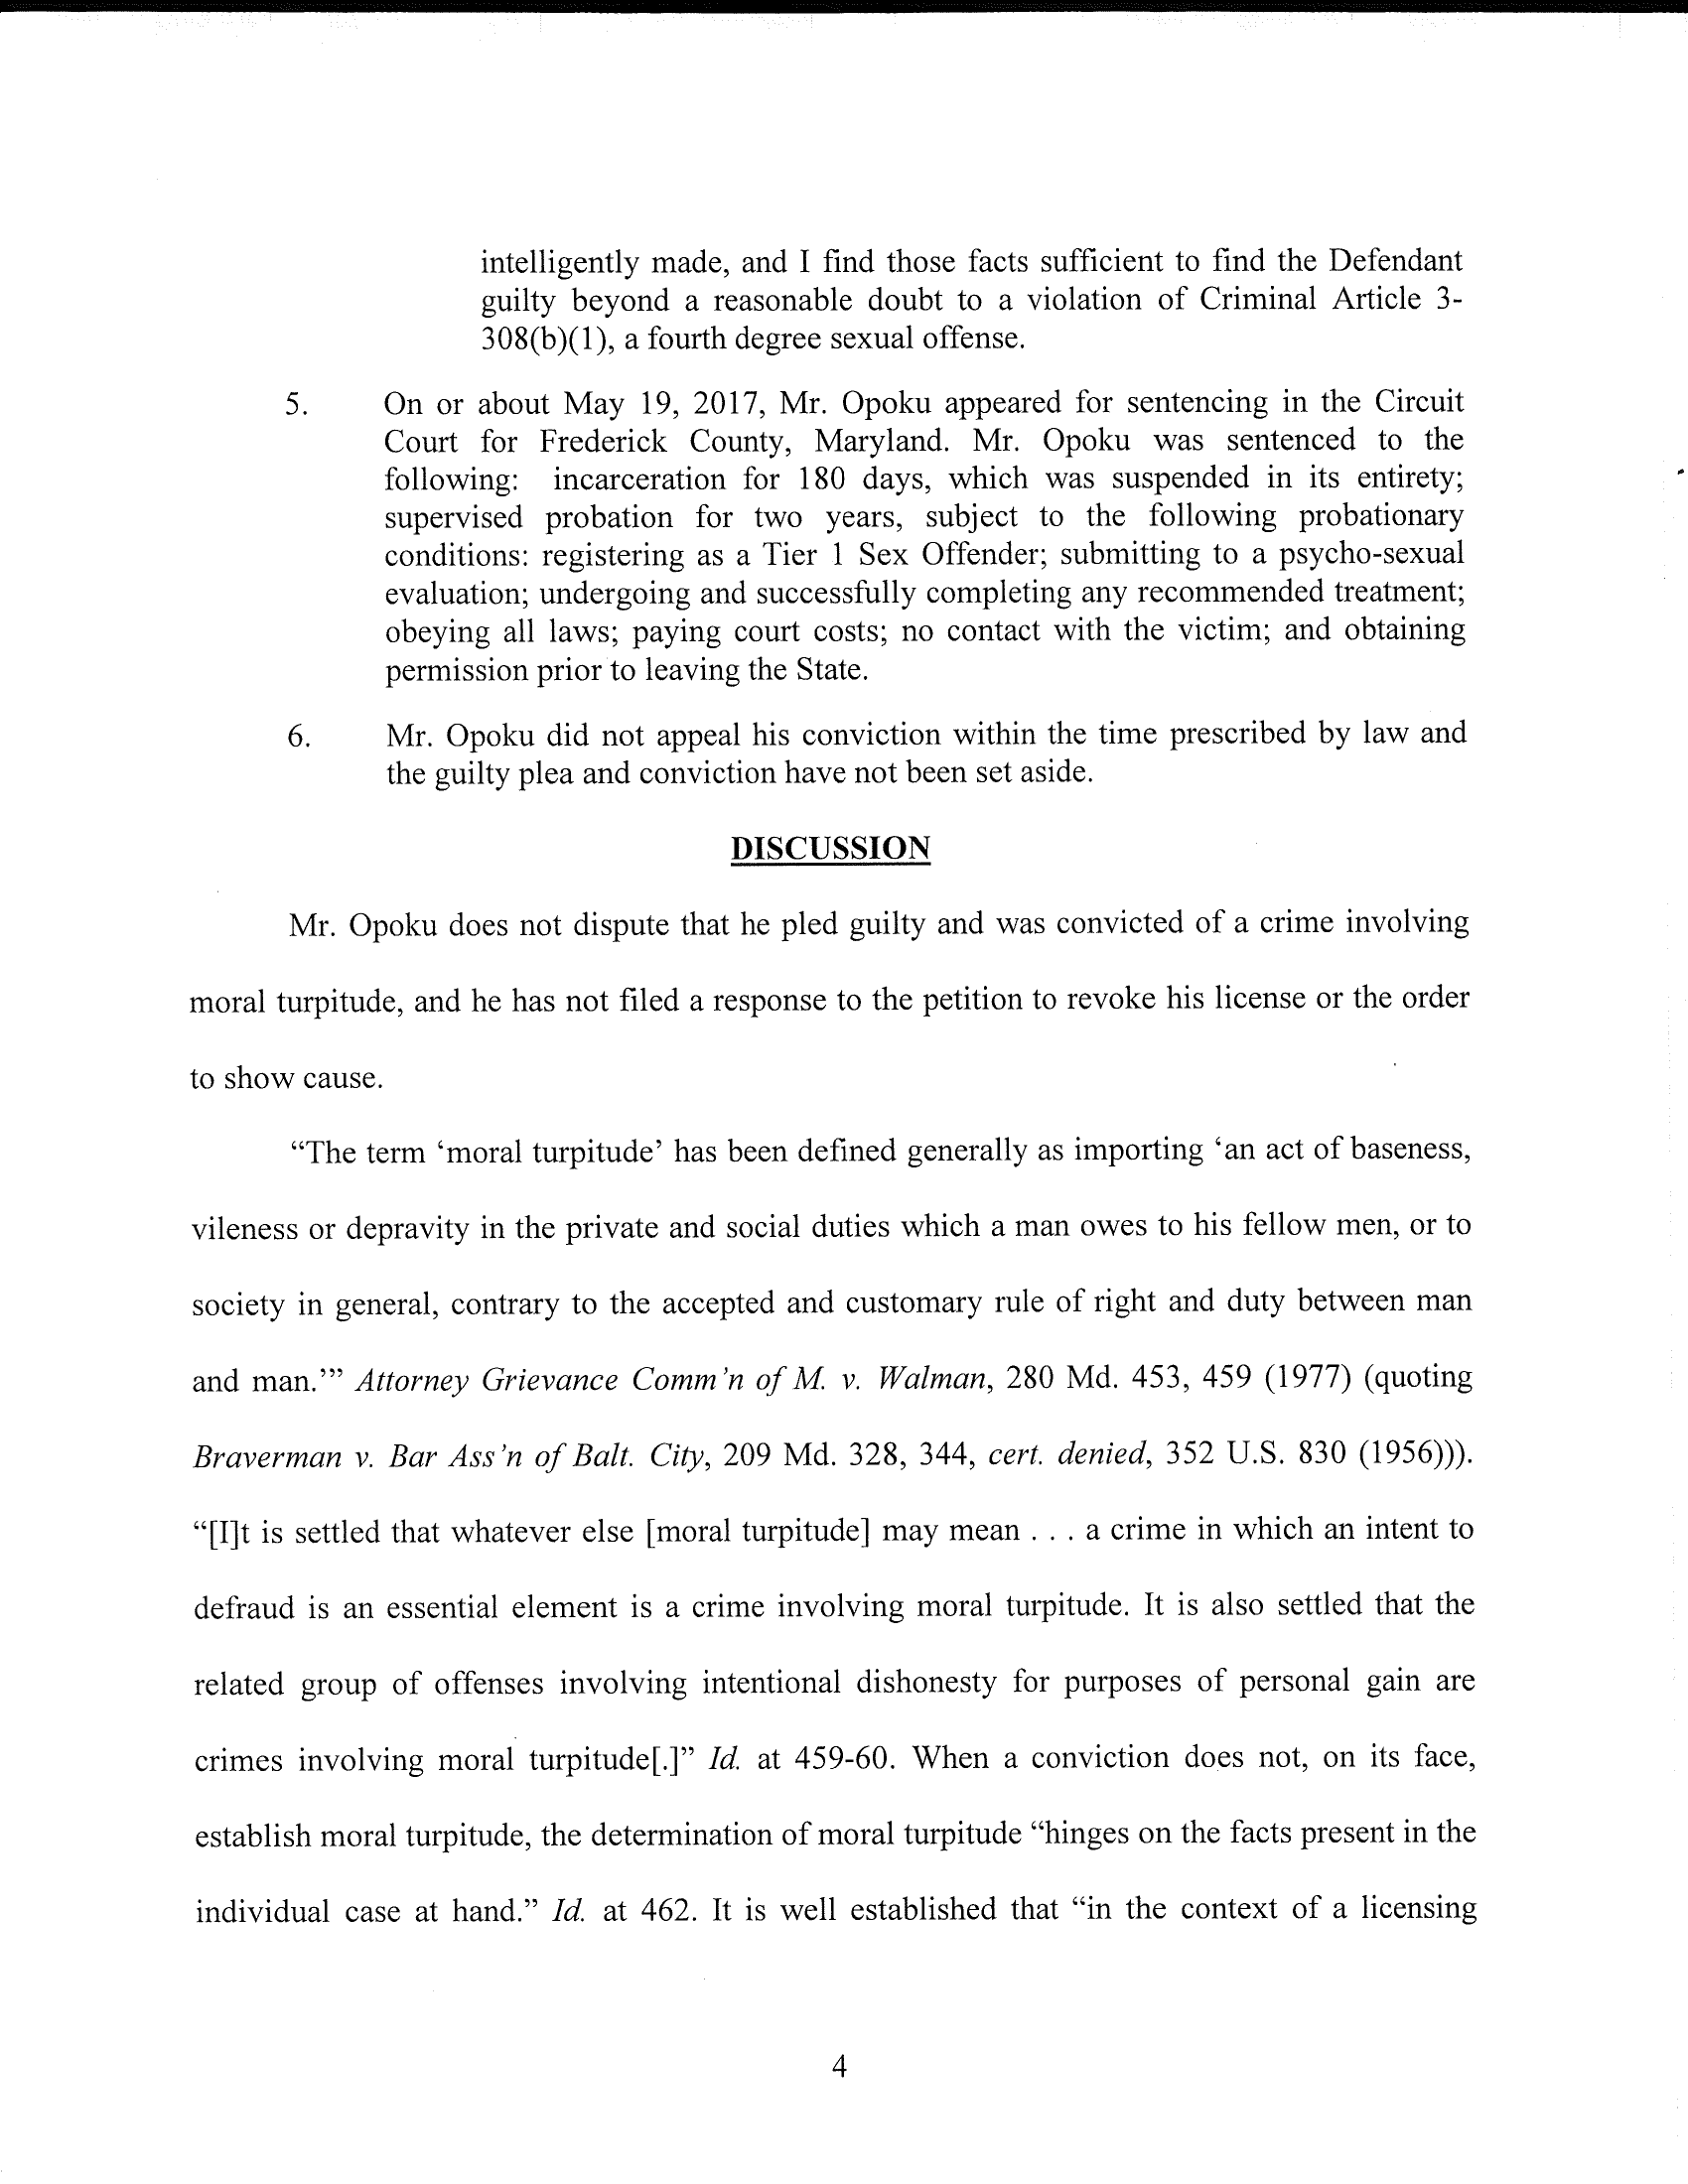 intelligently made, and I find those facts sufficient to find the Defendant
guilty beyond a reasonable doubt to a violation of Criminal Article 3-
308(b)(1), a fourth degree sexual offense.
5. On or about May 19, 2017, Mr. Opoku appeared for sentencing in the Circuit
Court for Frederick County, Maryland. Mr. Opoku was sentenced to the
following: incarceration for 180 days, which was suspended in its entirety;
supervised probation for two years, subject to the following probationary
conditions: registering as a Tier 1 Sex Offender; submitting to a psycho-sexual
evaluation; undergoing and successfully completing any recommended treatment;
obeying all laws; paying court costs; no contact with the victim; and obtaining
permission prior to leaving the State.
6. Mr. Opoku did not appeal his conviction within the time prescribed by law and
the guilty plea and conviction have not been set aside.
DISCUSSION
Mr. Opoku does not dispute that he pled guilty and was convicted of a crime involving
moral turpitude, and he has not filed a response to the petition to revoke his license or the order
to show cause.
“The term ‘moral turpitude’ has been defined generally as importing ‘an act of baseness,
vileness or depravity in the private and social duties which a man owes to his fellow men, or to
society in general, contrary to the accepted and customary rule of right and duty between man
and man.’” Attorney Grievance Comm’n of M. v. Walman, 280 Md. 453, 459 (1977) (quoting
Braverman v. Bar Ass’n of Balt. City, 209 Md. 328, 344, cert. denied, 352 U.S. 830 (1956))).
“[I]t is settled that whatever else [moral turpitude] may mean . . . a crime in which an intent to
defraud is an essential element is a crime involving moral turpitude. It is also settled that the
related group of offenses involving intentional dishonesty for purposes of personal gain are
crimes involving moral turpitude[.]” Id. at 459-60. When a conviction does not, on its face,
establish moral turpitude, the determination of moral turpitude “hinges on the facts present in the
individual case at hand.” Id. at 462. It is well established that “in the context of a licensing
4